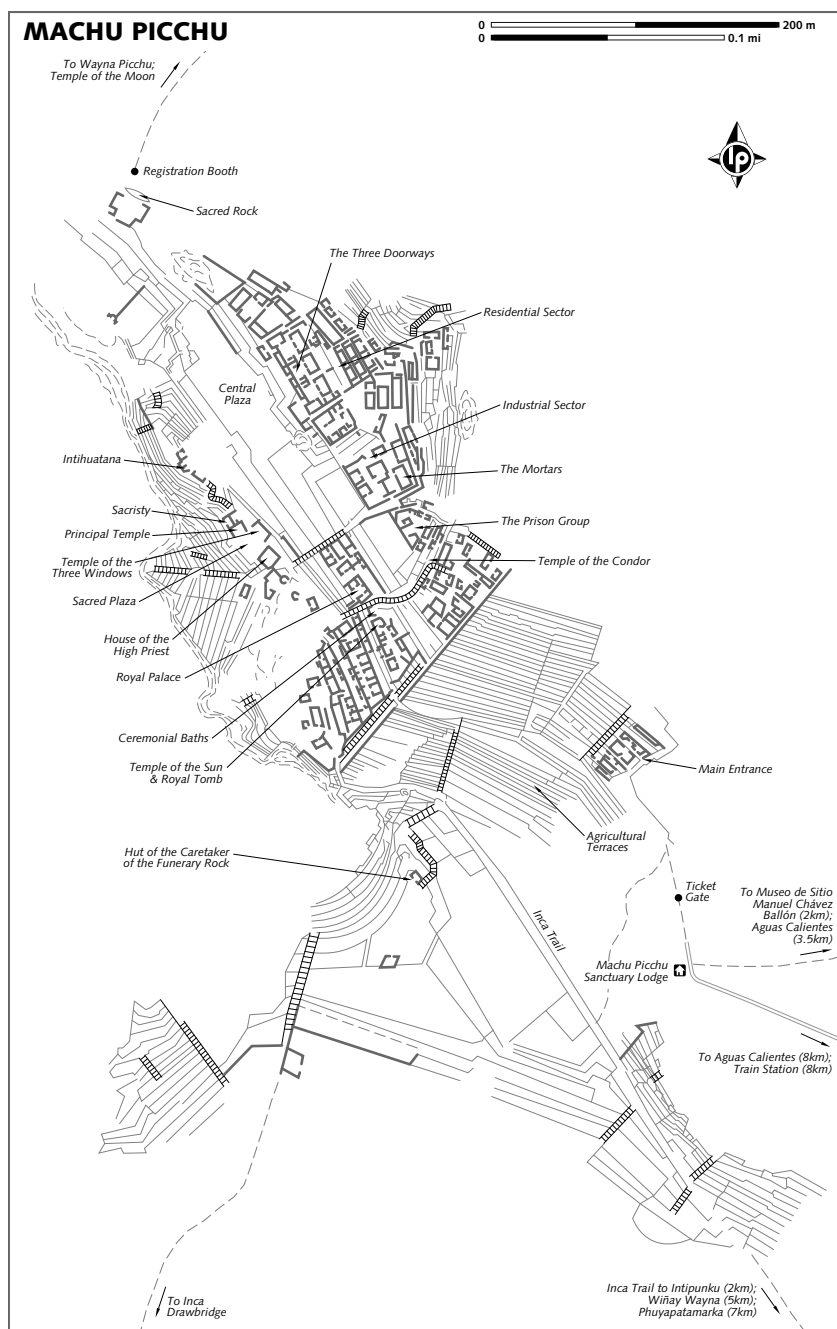 MACHU PICCHU
0 200 m
0 0.1 mi
To Wayna Picchu;
Temple of the Moon
lp
Registration Booth
Sacred Rock
The Three Doorways
Residential Sector
Central
Plaza
Industrial Sector
Intihuatana
The Mortars
Sacristy
Principal Temple
The Prison Group
Temple of the
Three Windows
Temple of the Condor
Sacred Plaza
House of the
High Priest
Royal Palace
Ceremonial Baths
Temple of the Sun
& Royal Tomb
Main Entrance
Agricultural
Terraces
Hut of the Caretaker
of the Funerary Rock
Ticket
Gate
To Museo de Sitio
Manuel Chávez
Ballón (2km);
Aguas Calientes
(3.5km)
Inca Trail
Machu Picchu
Sanctuary Lodge
To Aguas Calientes (8km);
Train Station (8km)
To Inca
Drawbridge
Inca Trail to Intipunku (2km);
Wiñay Wayna (5km);
Phuyapatamarka (7km)